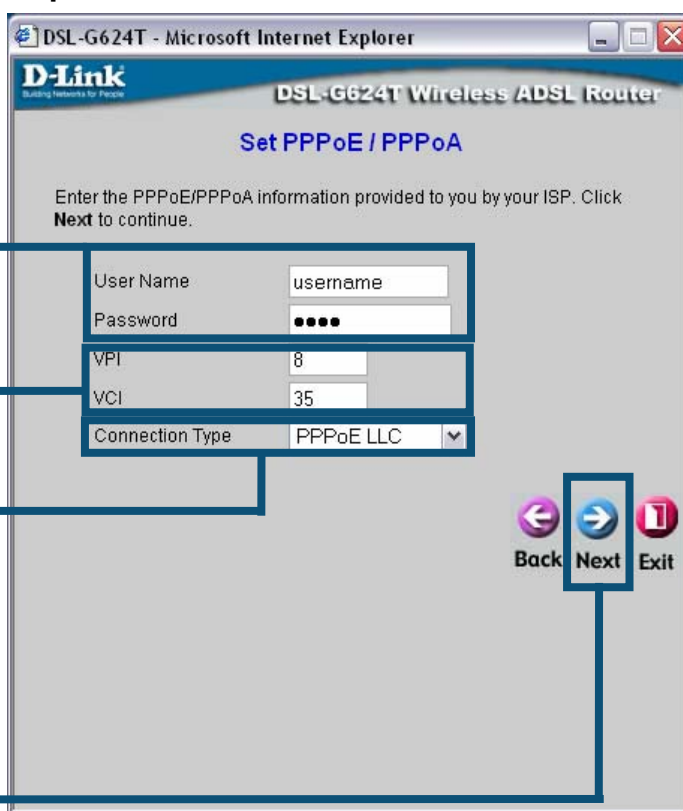 DSL-G624T - Microsoft Internet Explorer
D-Link
Building Networks for People
DSL-G624T Wireless ADSL Router
Set PPPoE / PPPoA
Enter the PPPoE/PPPoA information provided to you by your ISP. Click
Next to continue.
User Name username
Password ●●●●
VPI 8
VCI 35
Connection Type PPPoE LLC
Back Next Exit